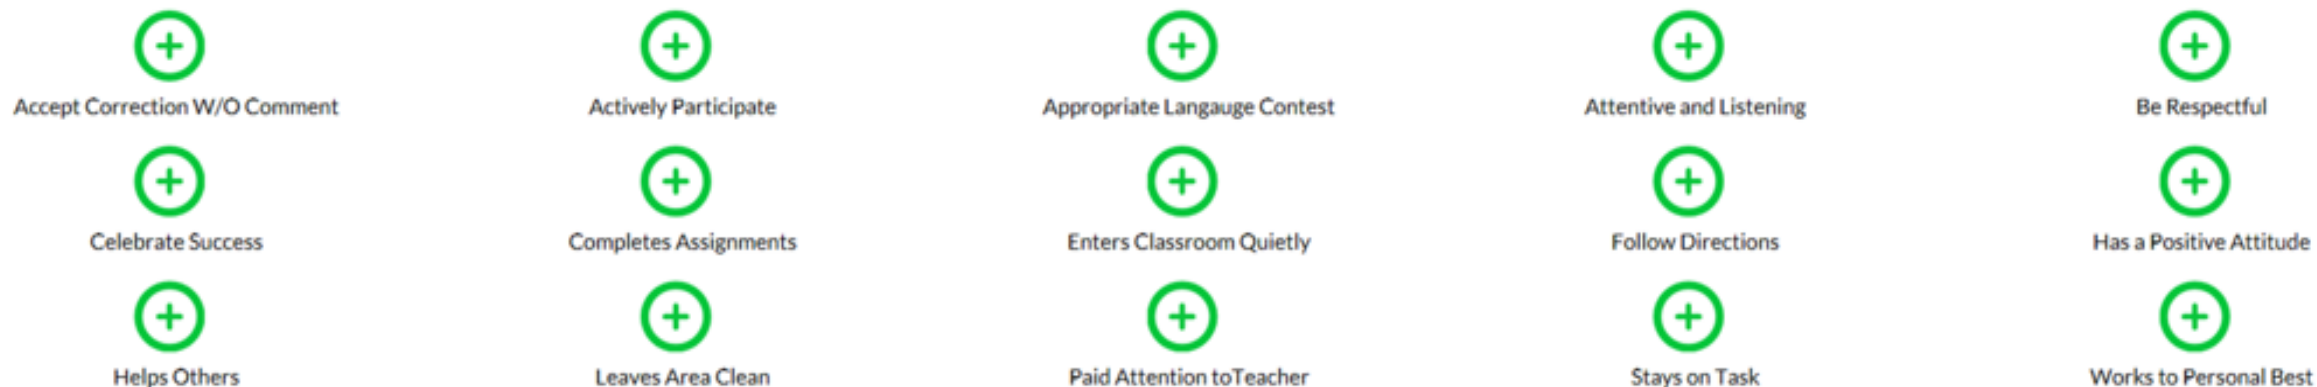 Accept Correction W/O Comment
Actively Participate
Appropriate Langauge Contest
Attentive and Listening
Be Respectful
Celebrate Success
Completes Assignments
Enters Classroom Quietly
Follow Directions
Has a Positive Attitude
Helps Others
Leaves Area Clean
Paid Attention toTeacher
Stays on Task
Works to Personal Best